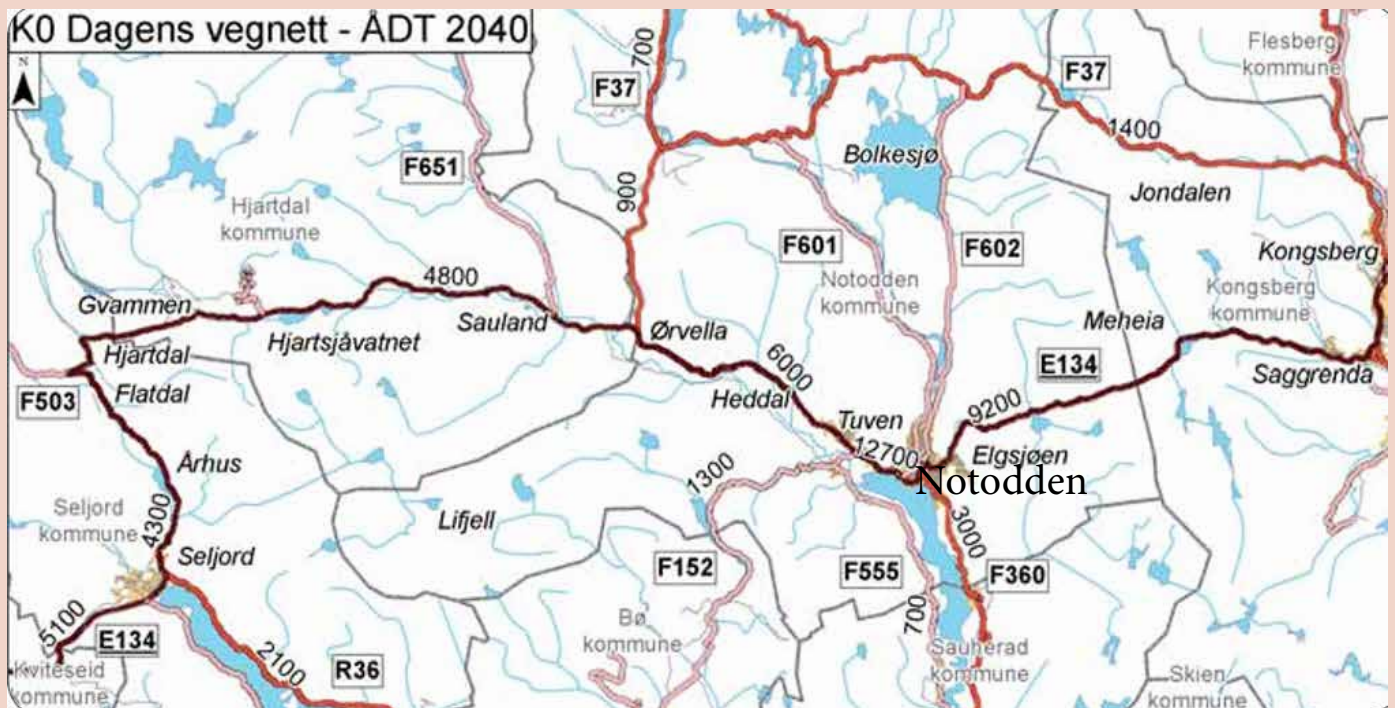 K0 Dagens vegnett - ÅDT 2040
N
700
F37
F37
Flesberg
kommune
1400
Bolkesjø
F651
900
Jondalen
Hjartdal
kommune
F601
F602
Kongsberg
4800
Notodden
kommune
Kongsberg
kommune
Gvammen
Sauland
Ørvella
Meheia
Hjartsjåvatnet
Hjartdal
6000
E134
Saggrenda
F503
Flatdal
Heddal
9200
Tuven
12700
Elgsjøen
Notodden
Århus
1300
Seljord
kommune
4300
Lifjell
3000
Seljord
F152
F555
F360
5100
E134
Bø
kommune
700
2100
R36
Kviteseid
kommune
Sauherad
kommune
Skien
kommune